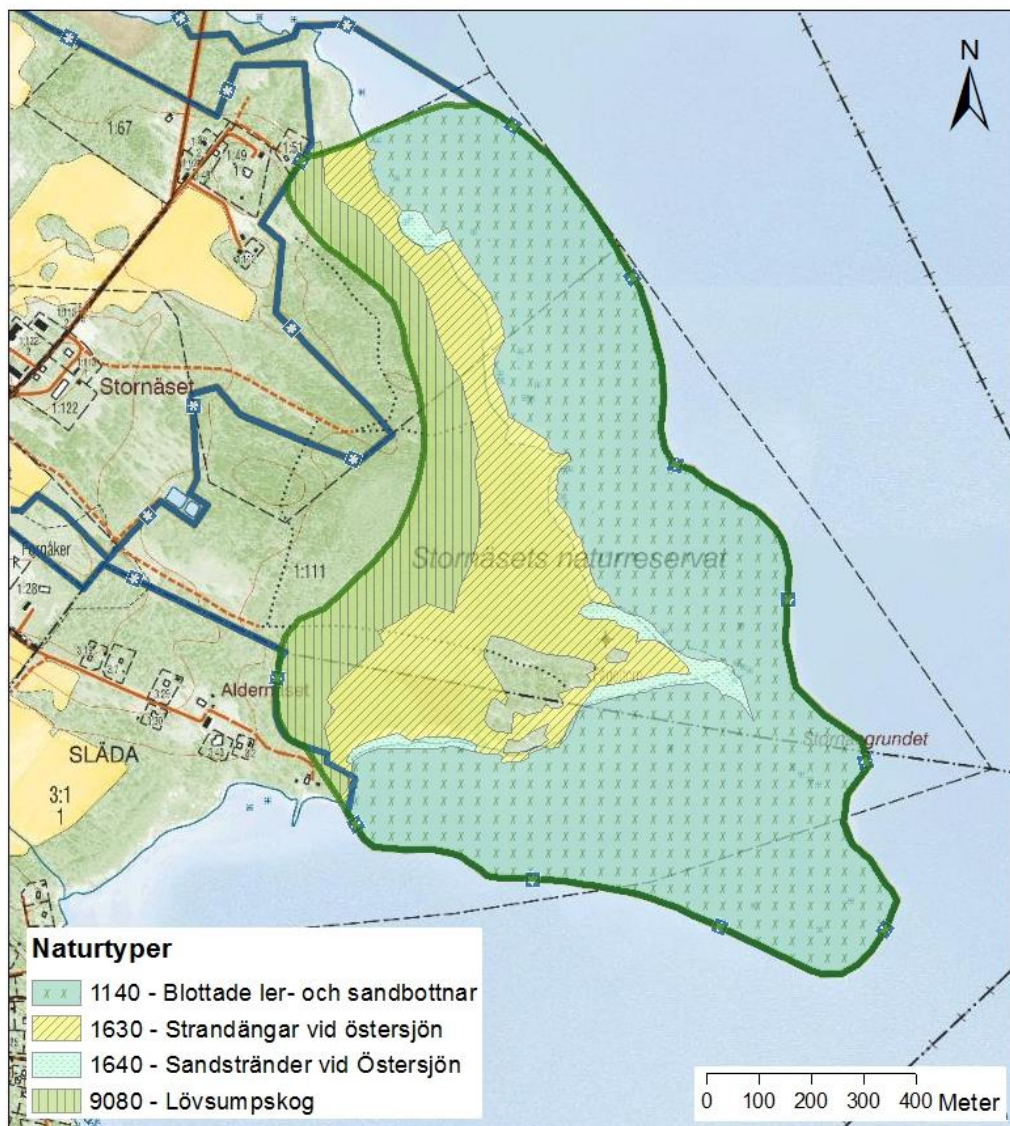 N
1:67
1:49
1
1:51
Stornäset
1:122
1:111
Stornäsets naturreservat
1:28
Aldernäset
SLÄDA
3:1
1
Naturtyper
1140 - Blottade ler- och sandbottnar
1630 - Strandängar vid östersjön
1640 - Sandstränder vid Östersjön
9080 - Lövsumpskog
0 100 200 300 400 Meter